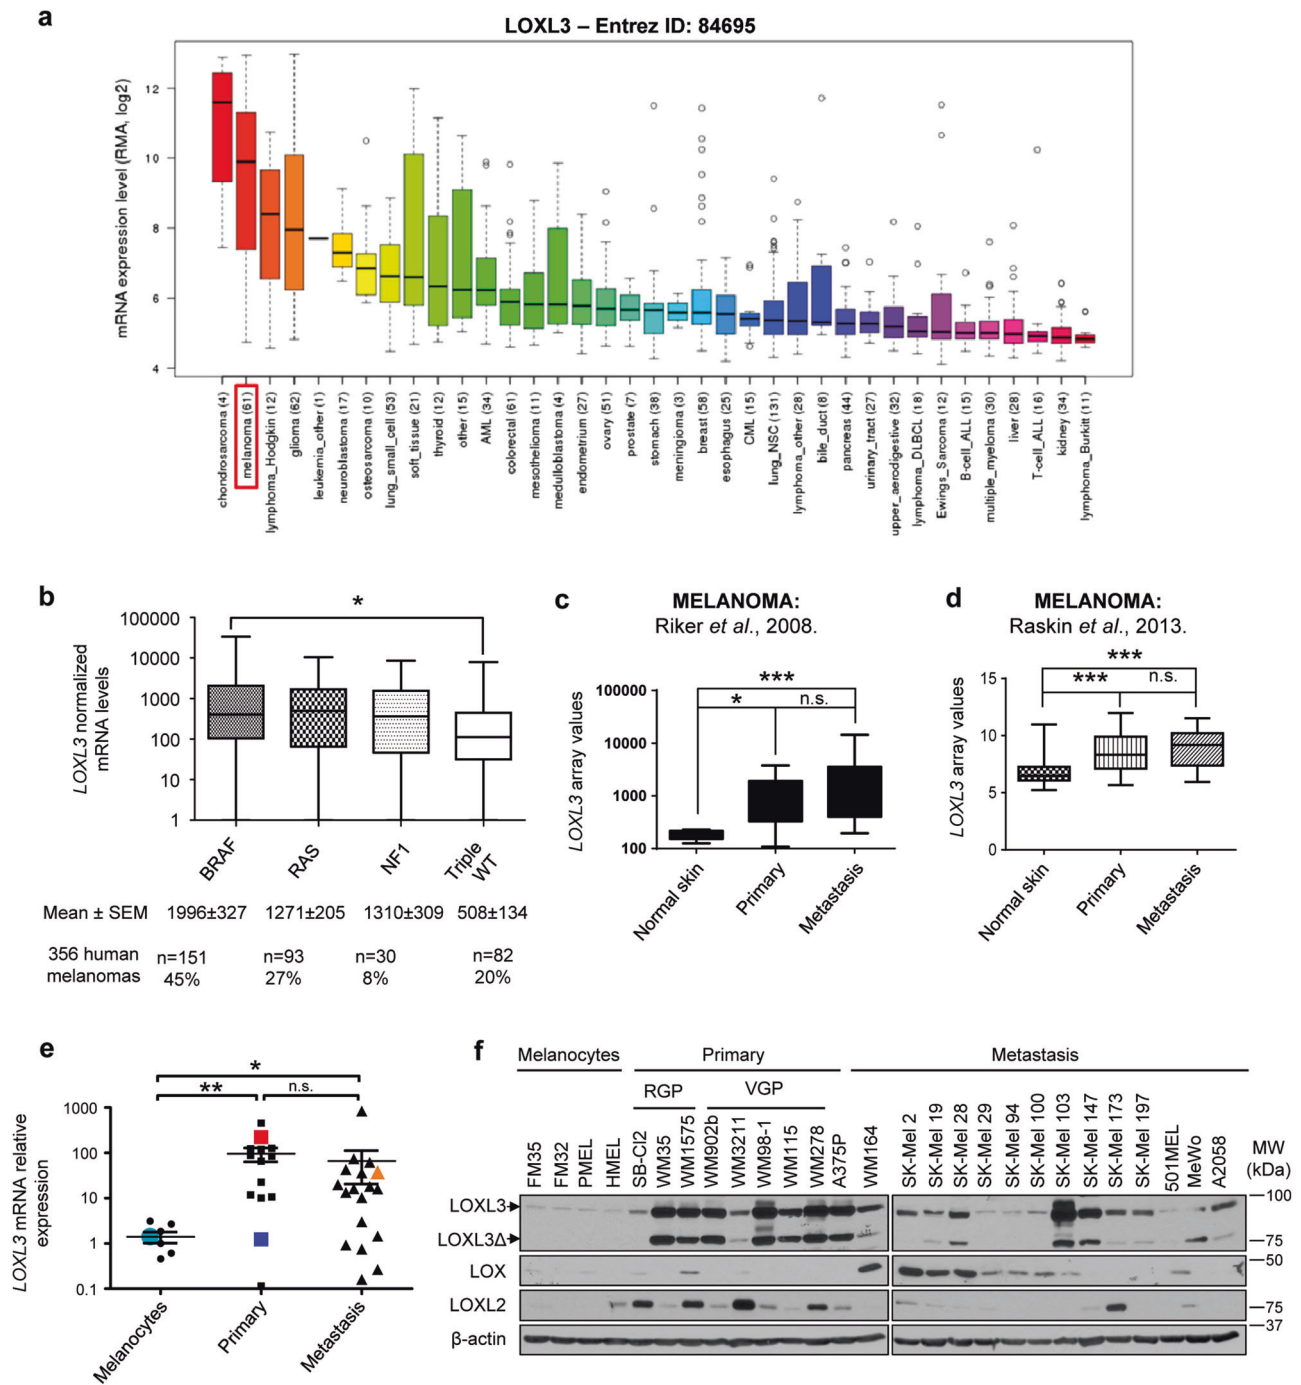 a
LOXL3 – Entrez ID: 84695
mRNA expression level (RMA, log2)
12
10
8
6
4
chondrosarcoma (4)
melanoma (61)
lymphoma_Hodgkin (12)
glioma (62)
leukemia_other (1)
neuroblastoma (17)
osteosarcoma (10)
lung_small_cell (53)
soft_tissue (21)
thyroid (12)
other (15)
AML (34)
colorectal (61)
mesothelioma (11)
medulloblastoma (4)
endometrium (27)
ovary (51)
prostate (7)
stomach (38)
meningioma (3)
breast (58)
esophagus (25)
CML (15)
lung_NSC (131)
lymphoma_other (28)
bile_duct (8)
pancreas (44)
urinary_tract (27)
upper_aerodigestive (32)
lymphoma_DLBCL (18)
Ewings_Sarcoma (12)
B-cell_ALL (15)
multiple_myeloma (30)
liver (28)
T-cell_ALL (16)
kidney (34)
lymphoma_Burkitt (11)
b
LOXL3 normalized
mRNA levels
100000
10000
1000
100
10
1
*
BRAF
RAS
NF1
Triple
WT
Mean ± SEM 1996±327 1271±205 1310±309 508±134
356 human
melanomas
n=151 n=93 n=30 n=82
45% 27% 8% 20%
c
MELANOMA:
Riker et al., 2008.
LOXL3 array values
100000
10000
1000
100
***
* n.s.
Normal skin
Primary
Metastasis
d
MELANOMA:
Raskin et al., 2013.
LOXL3 array values
15
10
5
0
***
*** n.s.
Normal skin
Primary
Metastasis
e
LOXL3 mRNA relative
expression
1000
100
10
1
0.1
*
** n.s.
Melanocytes
Primary
Metastasis
f
Melanocytes Primary Metastasis
RGP VGP
FM35
FM32
PMEL
HMEL
SB-Cl2
WM35
WM1575
WM902b
WM3211
WM98-1
WM115
WM278
A375P
WM164
SK-Mel 2
SK-Mel 19
SK-Mel 28
SK-Mel 29
SK-Mel 94
SK-Mel 100
SK-Mel 103
SK-Mel 147
SK-Mel 173
SK-Mel 197
501MEL
MeWo
A2058
MW
(kDa)
LOXL3
LOXL3Δ
LOX
LOXL2
β-actin
100
75
50
75
37